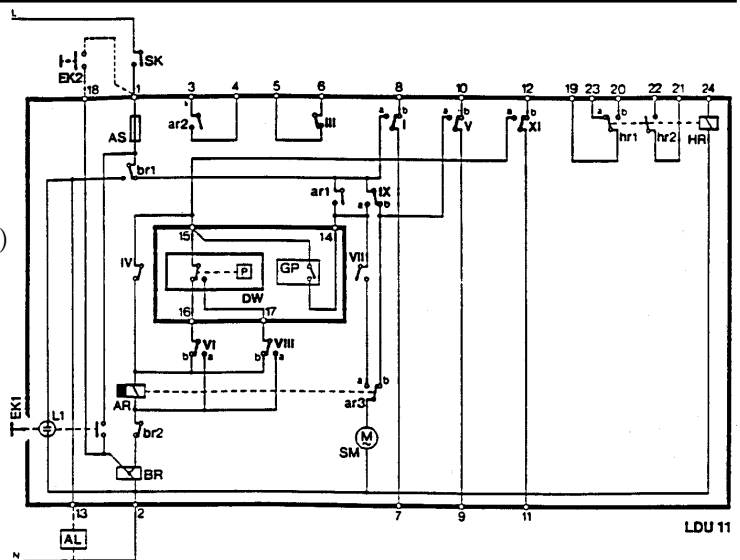 L
EK2
SK
18 1 3 4 5 6 8 10 12 19 23 20 22 21 24
AS
ar2
III
a b I
a b V
a b XI
a b hr1
hr2
HR
br1
ar1
IX
a b
)
15
14
IV
P
GP
VII
DW
16
17
VI
VIII
b a
b a
a b
AR
ar3
EK1
L1
br2
M
~
SM
BR
13 2 7 9 11
LDU 11
AL
N